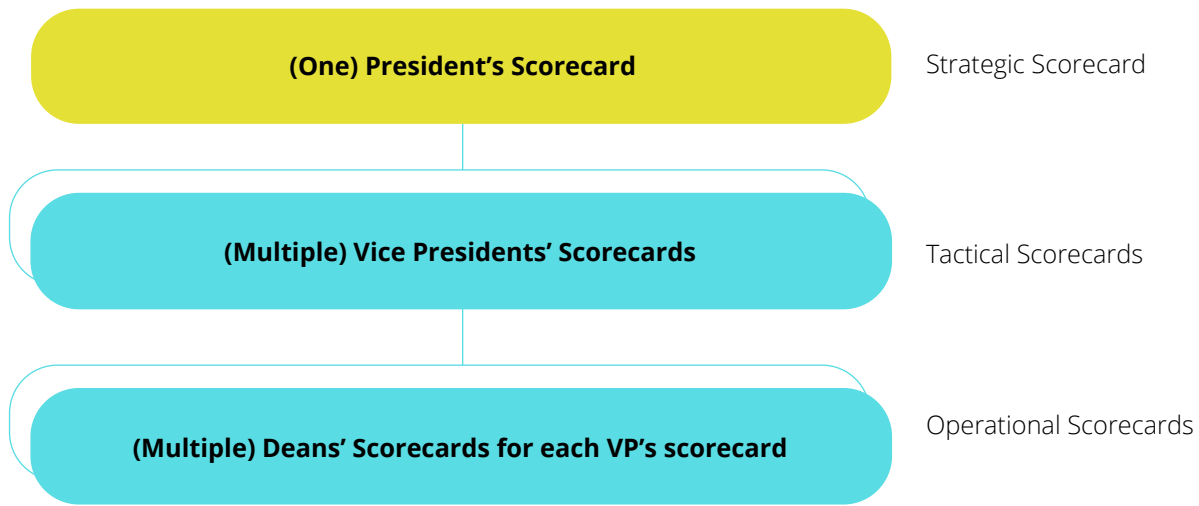 (One) President’s Scorecard
Strategic Scorecard
(Multiple) Vice Presidents’ Scorecards
Tactical Scorecards
(Multiple) Deans’ Scorecards for each VP’s scorecard
Operational Scorecards